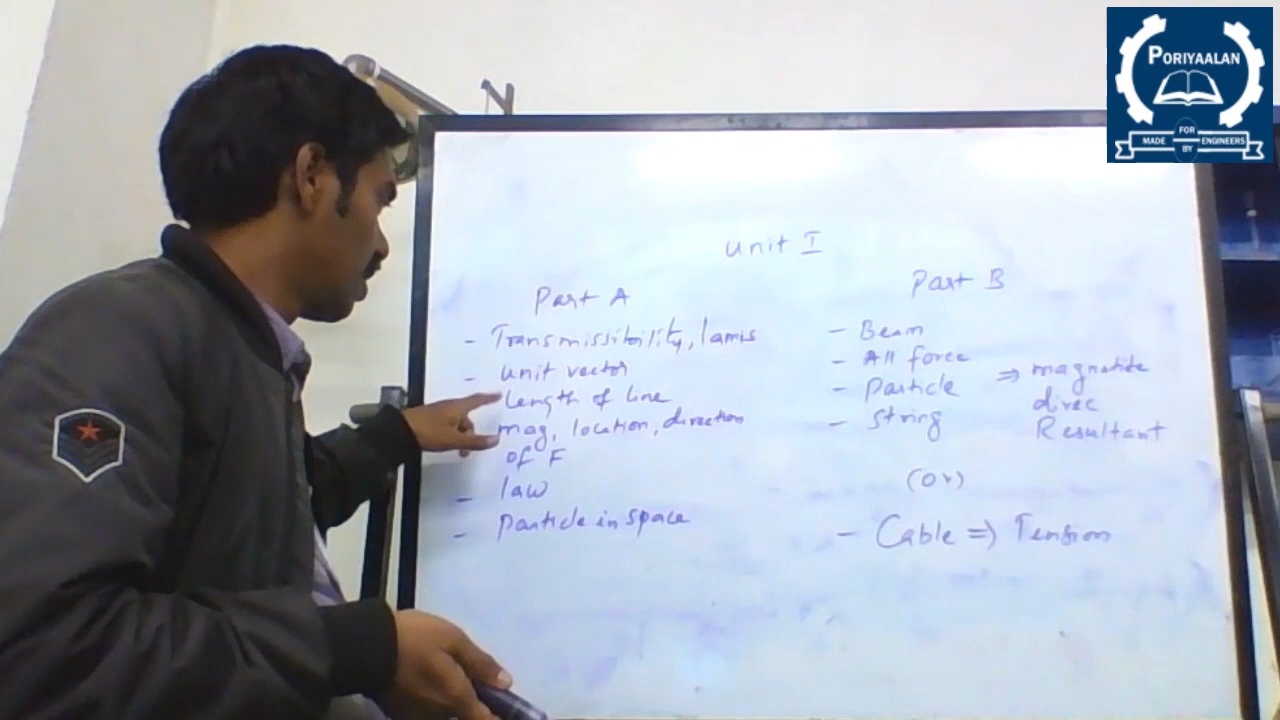 PORIYAALAN
MADE FOR BY ENGINEERS
Unit I
Part A
- Transmissibility, lamis
- Unit vector
Length of line
mag, location, direction
of F
- law
- Particle in space
Part B
- Beam
- All force
- Particle
- String
⇒ magnetide
direc
Resultant
(Or)
- Cable ⇒ Tension